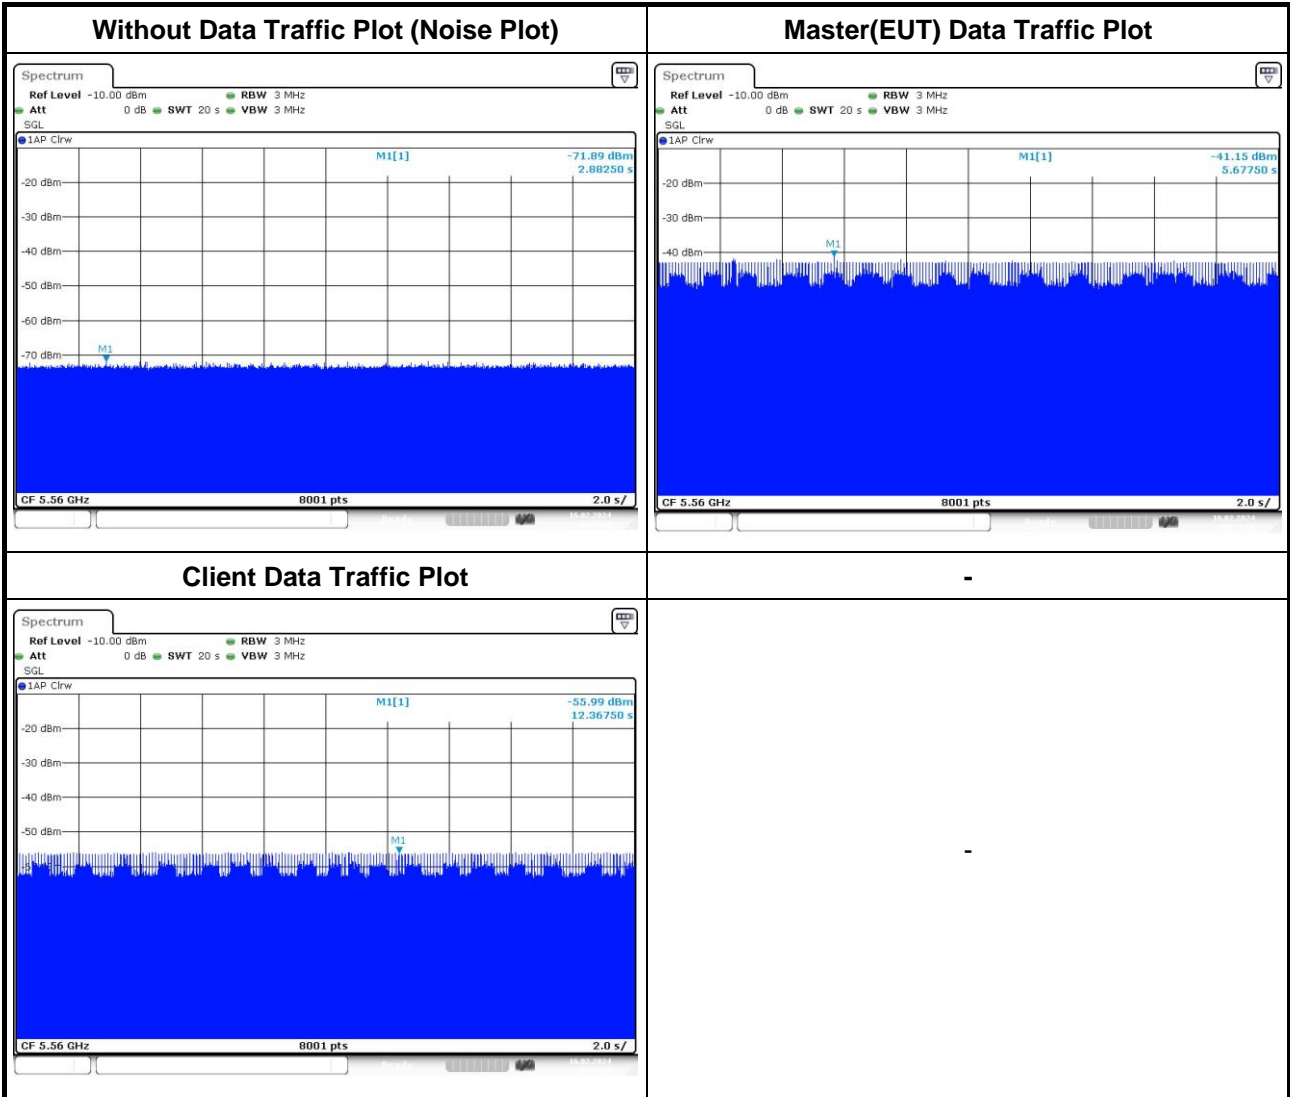 Without Data Traffic Plot (Noise Plot)
Master(EUT) Data Traffic Plot
Spectrum
Ref Level -10.00 dBm RBW 3 MHz
Att 0 dB SWT 20 s VBW 3 MHz
SGL
1AP Clrw
M1[1] -71.89 dBm
2.88250 s
-20 dBm
-30 dBm
-40 dBm
-50 dBm
-60 dBm
-70 dBm
M1
CF 5.56 GHz 8001 pts 2.0 s/
Spectrum
Ref Level -10.00 dBm RBW 3 MHz
Att 0 dB SWT 20 s VBW 3 MHz
SGL
1AP Clrw
M1[1] -41.15 dBm
5.67750 s
-20 dBm
-30 dBm
M1
-40 dBm
CF 5.56 GHz 8001 pts 2.0 s/
Client Data Traffic Plot
-
Spectrum
Ref Level -10.00 dBm RBW 3 MHz
Att 0 dB SWT 20 s VBW 3 MHz
SGL
1AP Clrw
M1[1] -55.99 dBm
12.36750 s
-20 dBm
-30 dBm
-40 dBm
-50 dBm
M1
CF 5.56 GHz 8001 pts 2.0 s/
-